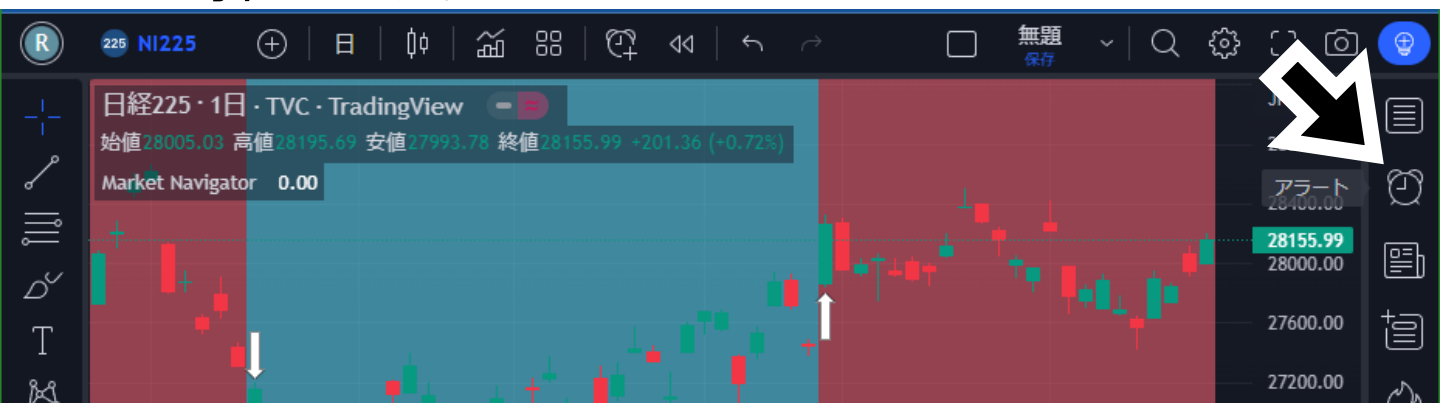 R
225 NI225
日
無題
保存
日経225・1日・TVC・TradingView
始値28005.03 高値28195.69 安値27993.78 終値28155.99 +201.36 (+0.72%)
Market Navigator 0.00
アラート
28400.00
28155.99
28000.00
27600.00
27200.00
T